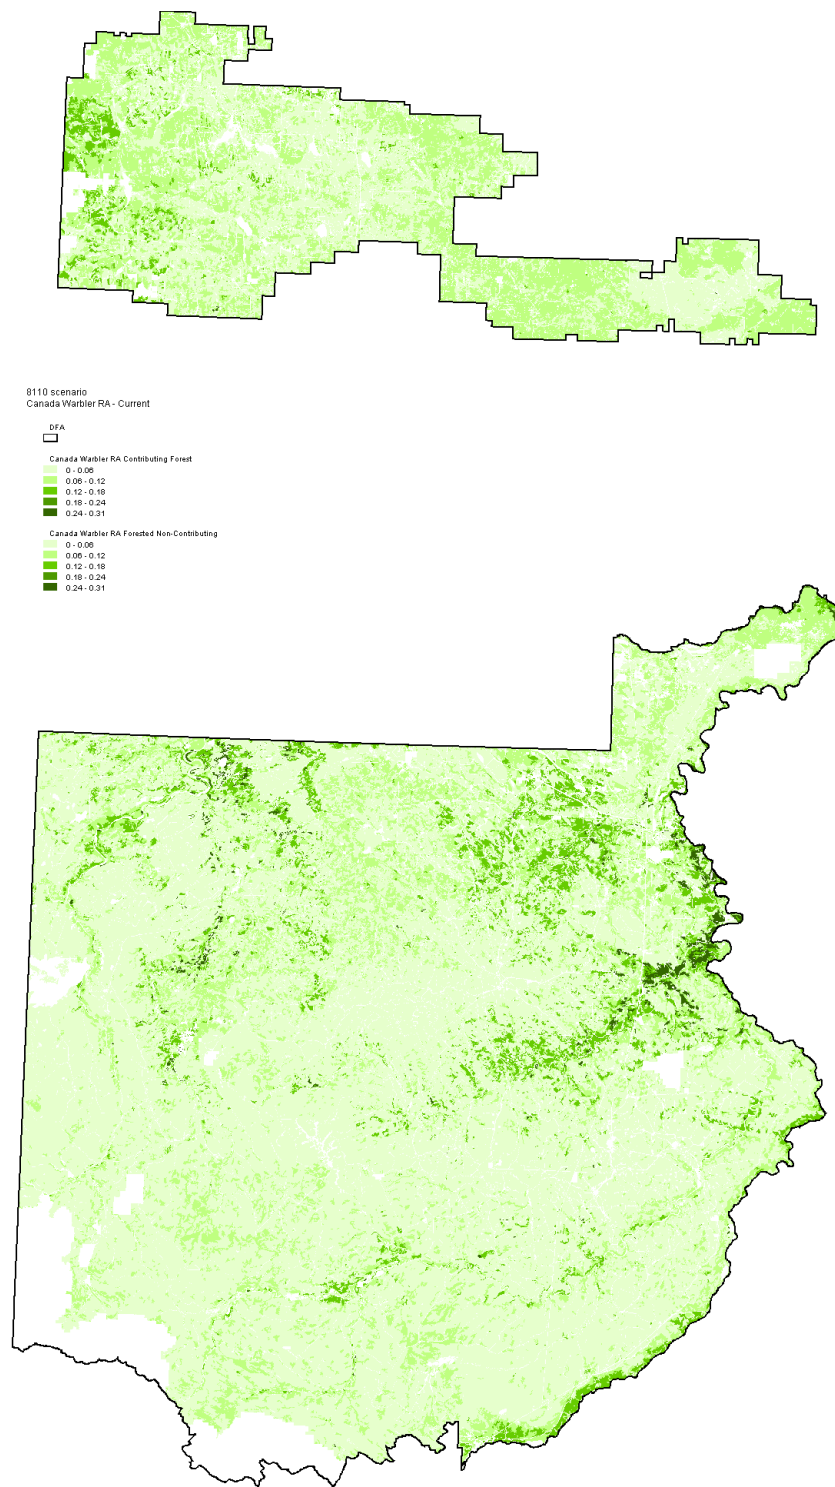 8110 scenario
Canada Warbler RA - Current
DFA
Canada Warbler RA Contributing Forest
0 - 0.06
0.06 - 0.12
0.12 - 0.18
0.18 - 0.24
0.24 - 0.31
Canada Warbler RA Forested Non-Contributing
0 - 0.06
0.06 - 0.12
0.12 - 0.18
0.18 - 0.24
0.24 - 0.31